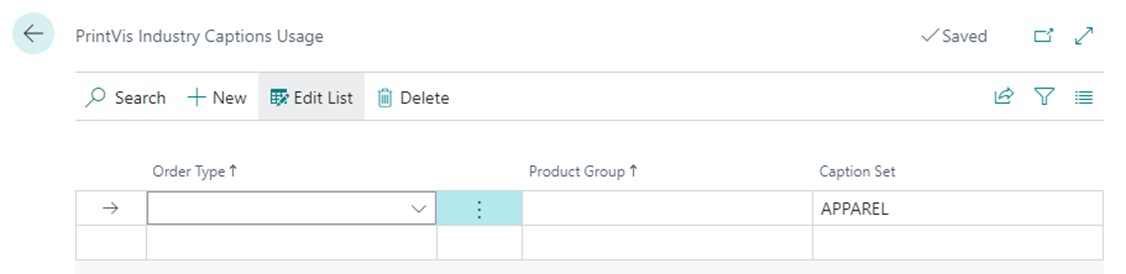 PrintVis Industry Captions Usage
Saved
Search New Edit List Delete
Order Type ↑ Product Group ↑ Caption Set
APPAREL